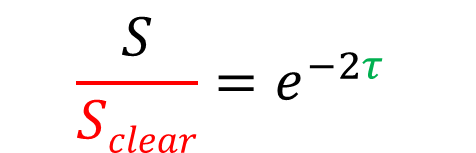 S
S_clear = e^{-2τ}